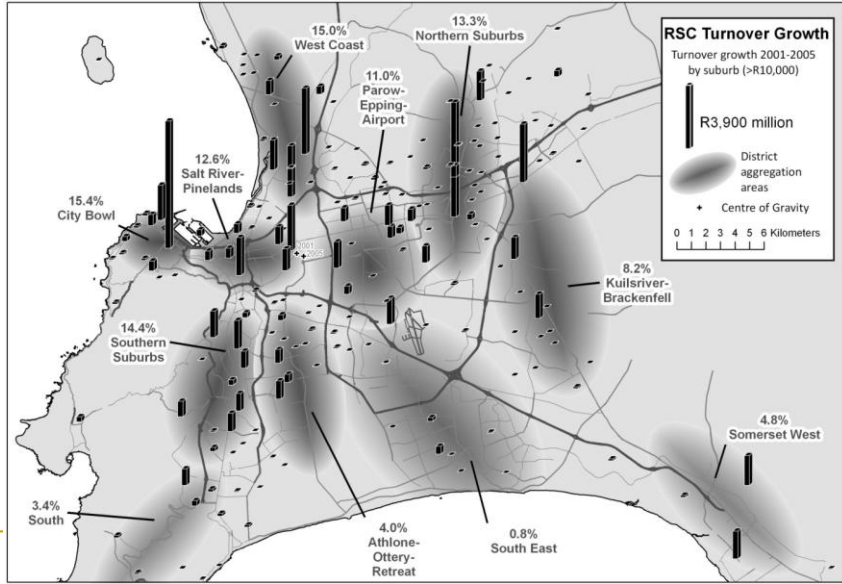 15.0%
West Coast
13.3%
Northern Suburbs
11.0%
Parow-
Epping-
Airport
12.6%
Salt River-
Pinelands
15.4%
City Bowl
2001
2005
8.2%
Kuilsriver-
Brackenfell
14.4%
Southern
Suburbs
4.8%
Somerset West
3.4%
South
4.0%
Athlone-
Ottery-
Retreat
0.8%
South East
RSC Turnover Growth
Turnover growth 2001-2005
by suburb (>R10,000)
R3,900 million
District
aggregation
areas
Centre of Gravity
0 1 2 3 4 5 6 Kilometers